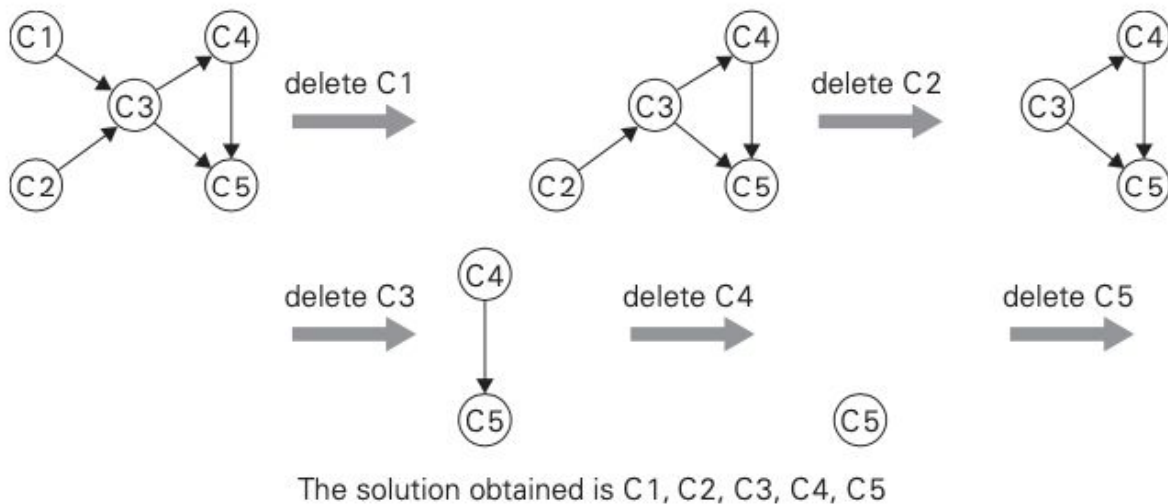 C1 C4 C4 C4
delete C1 delete C2
C3 C3 C3
C2 C5 C2 C5 C5
C4
delete C3 delete C4 delete C5
C5 C5
The solution obtained is C1, C2, C3, C4, C5